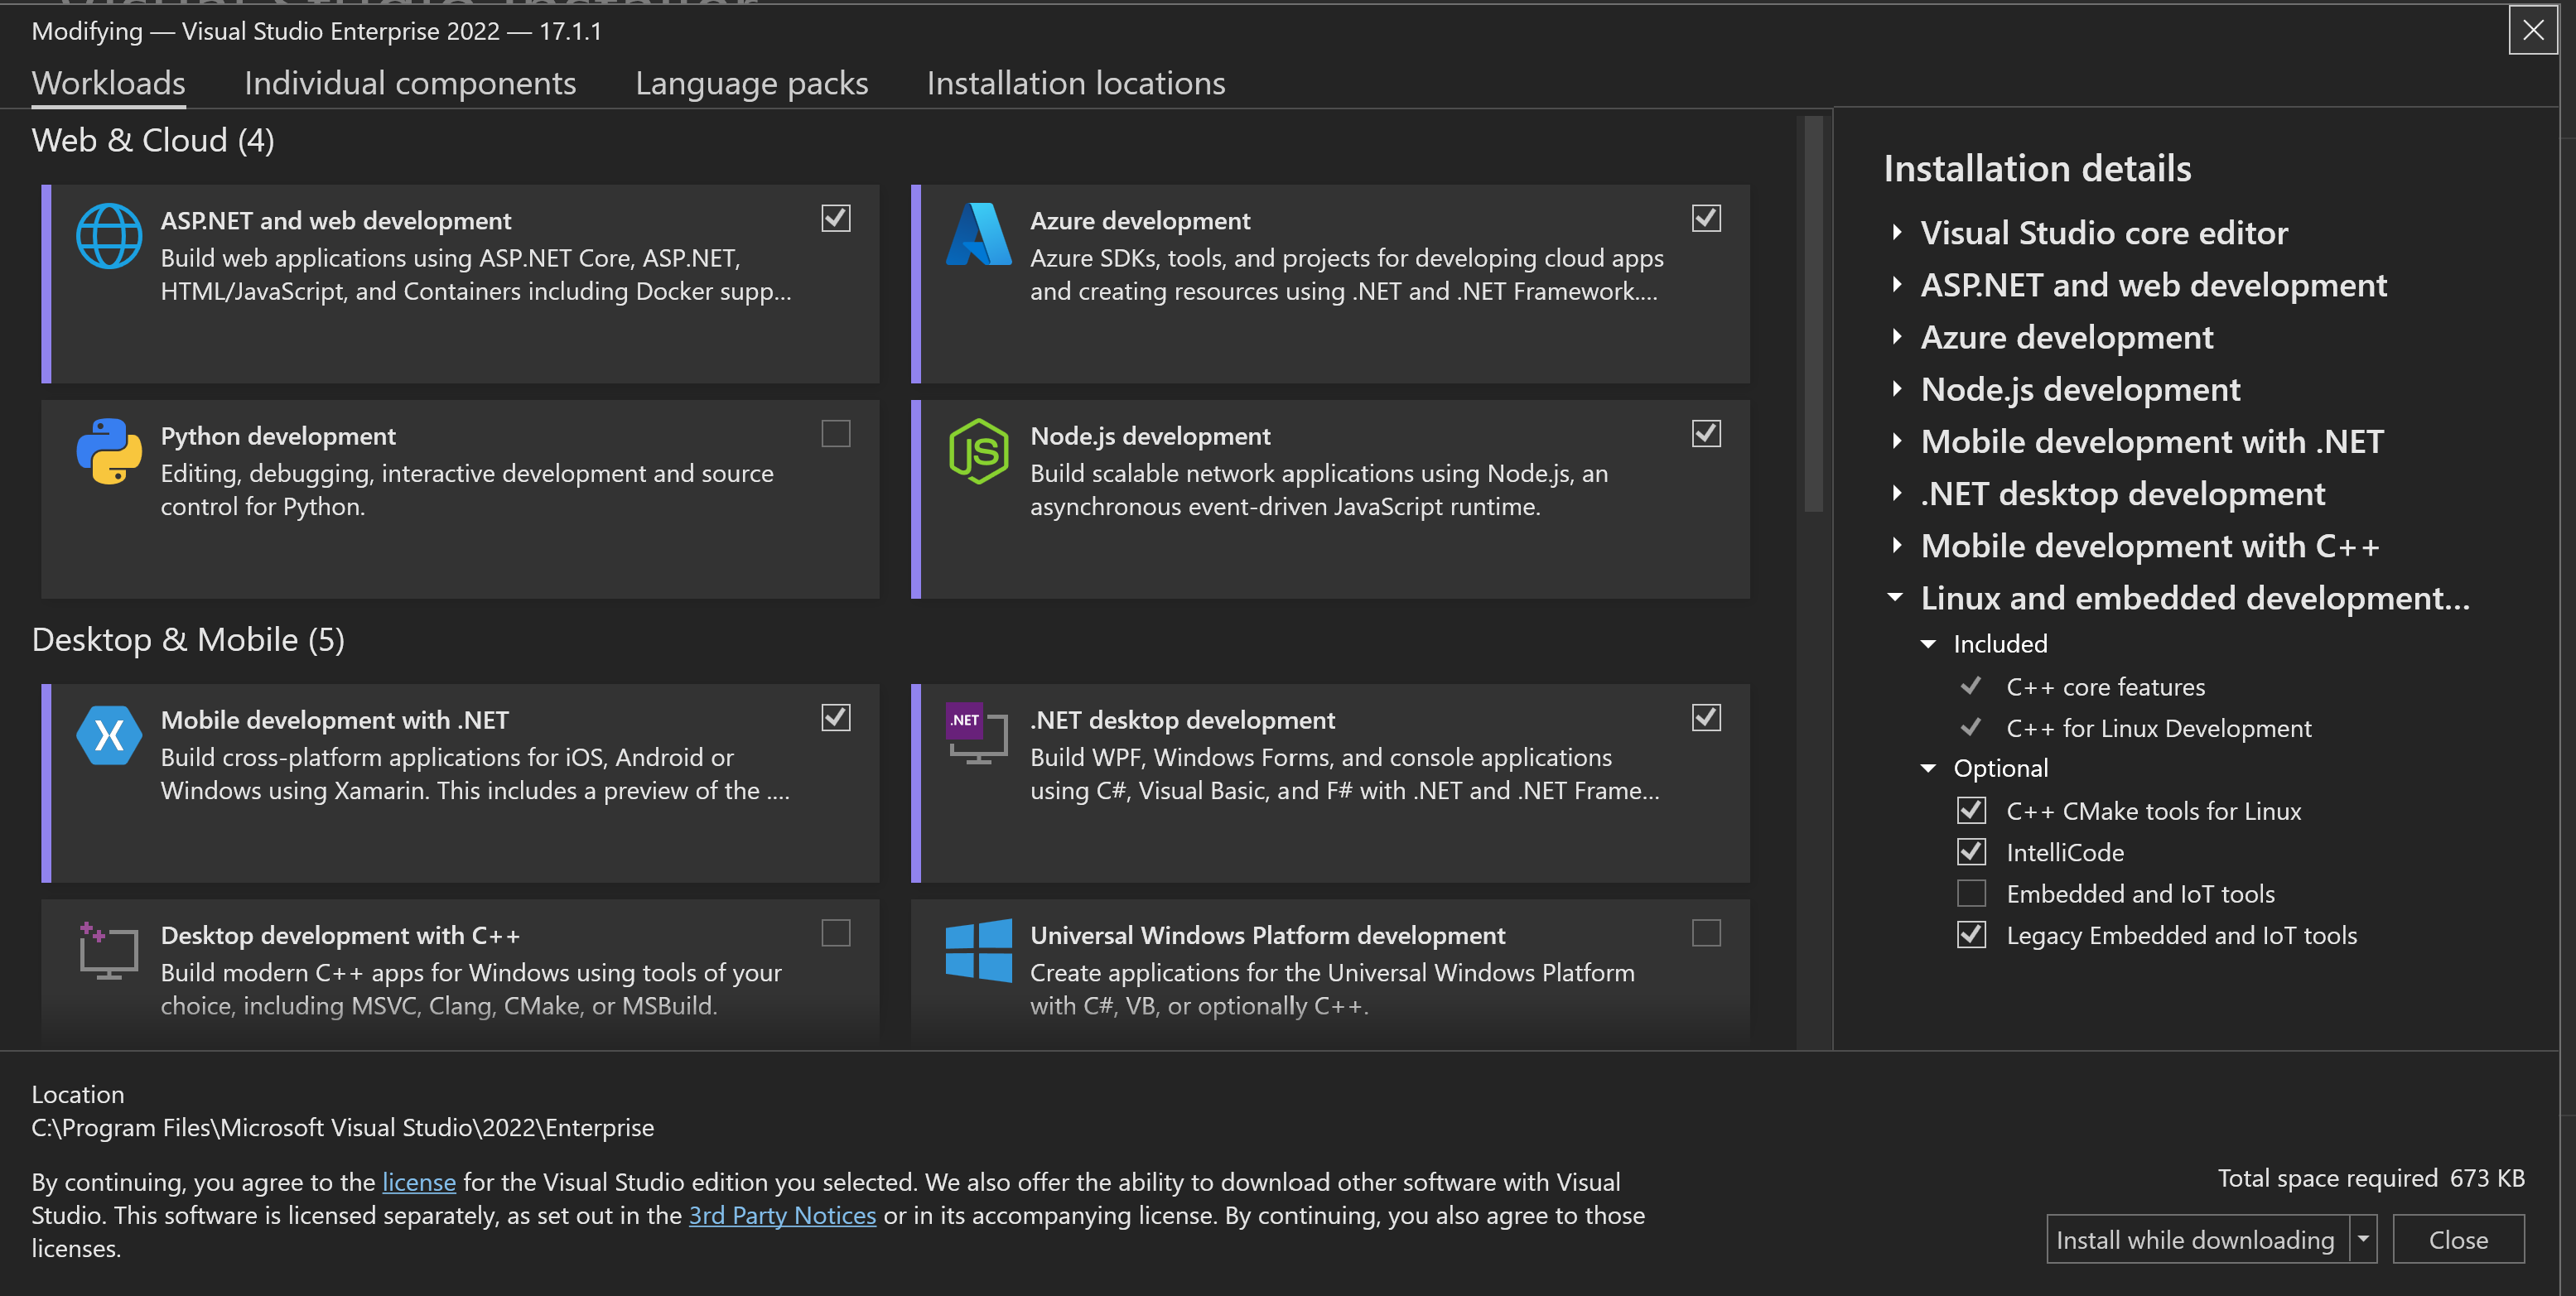 Visual Studio Installer
Modifying — Visual Studio Enterprise 2022 — 17.1.1
Workloads
Individual components
Language packs
Installation locations
Web & Cloud (4)
ASP.NET and web development
Build web applications using ASP.NET Core, ASP.NET,
HTML/JavaScript, and Containers including Docker supp...
Azure development
Azure SDKs, tools, and projects for developing cloud apps
and creating resources using .NET and .NET Framework....
Python development
Editing, debugging, interactive development and source
control for Python.
JS
Node.js development
Build scalable network applications using Node.js, an
asynchronous event-driven JavaScript runtime.
Desktop & Mobile (5)
Mobile development with .NET
Build cross-platform applications for iOS, Android or
Windows using Xamarin. This includes a preview of the ....
.NET
.NET desktop development
Build WPF, Windows Forms, and console applications
using C#, Visual Basic, and F# with .NET and .NET Frame...
Desktop development with C++
Build modern C++ apps for Windows using tools of your
choice, including MSVC, Clang, CMake, or MSBuild.
Universal Windows Platform development
Create applications for the Universal Windows Platform
with C#, VB, or optionally C++.
Installation details
Visual Studio core editor
ASP.NET and web development
Azure development
Node.js development
Mobile development with .NET
.NET desktop development
Mobile development with C++
Linux and embedded development...
Included
C++ core features
C++ for Linux Development
Optional
C++ CMake tools for Linux
IntelliCode
Embedded and IoT tools
Legacy Embedded and IoT tools
Location
C:\Program Files\Microsoft Visual Studio\2022\Enterprise
By continuing, you agree to the license for the Visual Studio edition you selected. We also offer the ability to download other software with Visual
Studio. This software is licensed separately, as set out in the 3rd Party Notices or in its accompanying license. By continuing, you also agree to those
licenses.
Total space required 673 KB
Install while downloading
Close